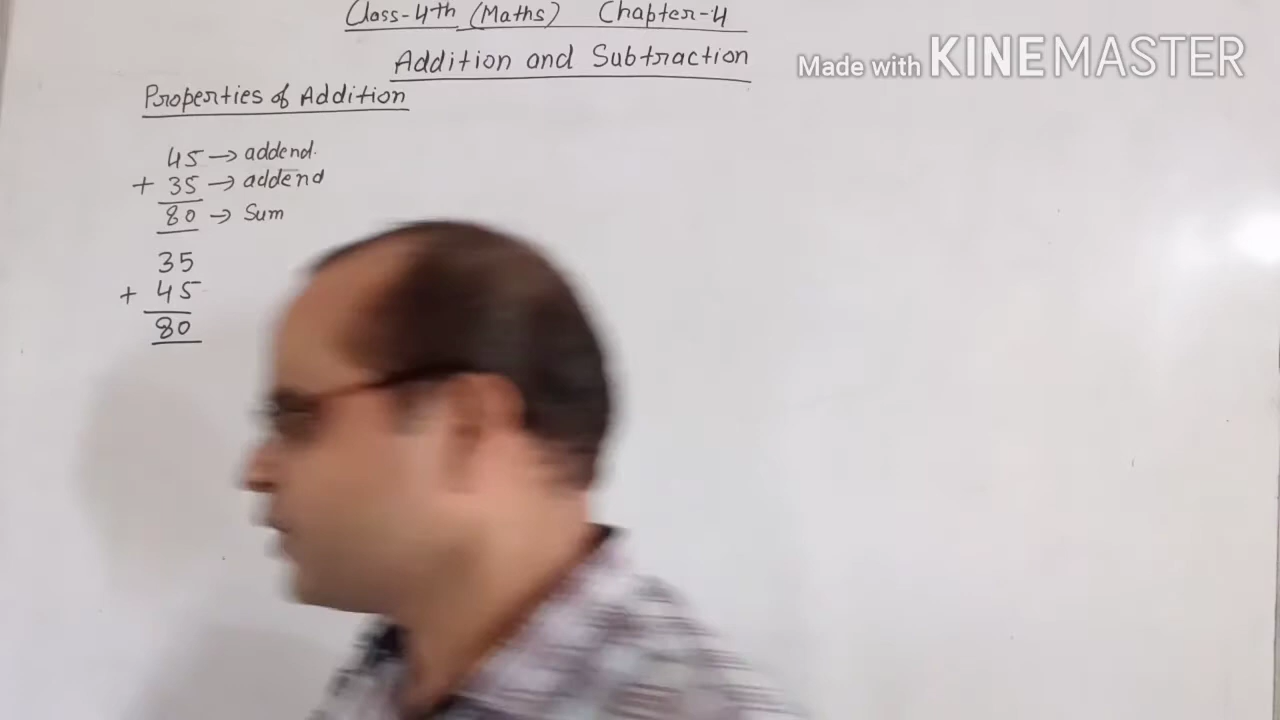 Class-4th (Maths) Chapter-4
Addition and Subtraction
Made with KINEMASTER
Properties of Addition
45 → addend.
+ 35 → addend
80 → Sum
35
+ 45
80